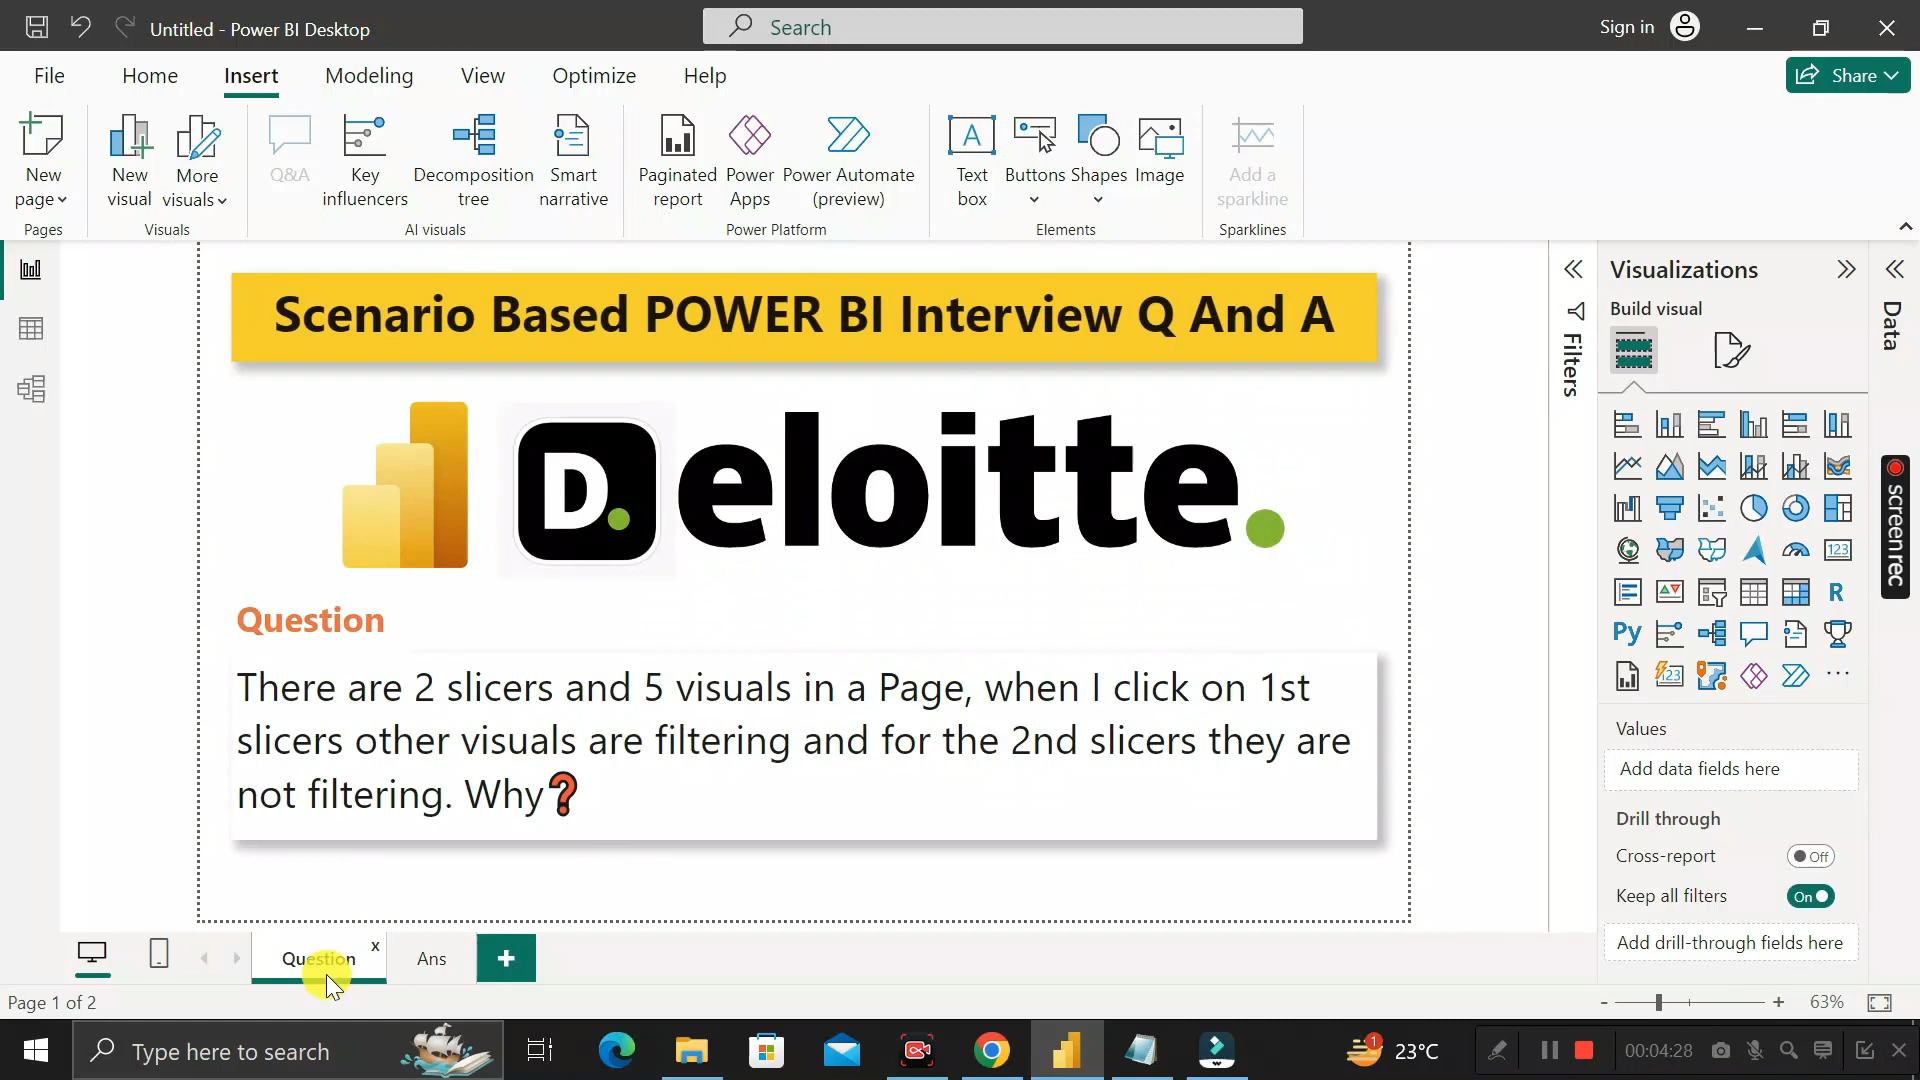 Untitled - Power BI Desktop
Search
Sign in
File Home Insert Modeling View Optimize Help
Share
New page
New visual
More visuals
Q&A
Key influencers
Decomposition tree
Smart narrative
Paginated report
Power Apps
Power Automate (preview)
Text box
Buttons
Shapes
Image
Add a sparkline
Pages
Visuals
AI visuals
Power Platform
Elements
Sparklines
Scenario Based POWER BI Interview Q And A
D.
eloitte.
Question
There are 2 slicers and 5 visuals in a Page, when I click on 1st
slicers other visuals are filtering and for the 2nd slicers they are
not filtering. Why❓
Filters
Visualizations
Build visual
123
R
Py
123
...
Values
Add data fields here
Drill through
Cross-report
Off
Keep all filters
On
Add drill-through fields here
Data
screen rec
Question x
Ans
+
Page 1 of 2
- + 63%
Type here to search
1
23°C
00:04:28